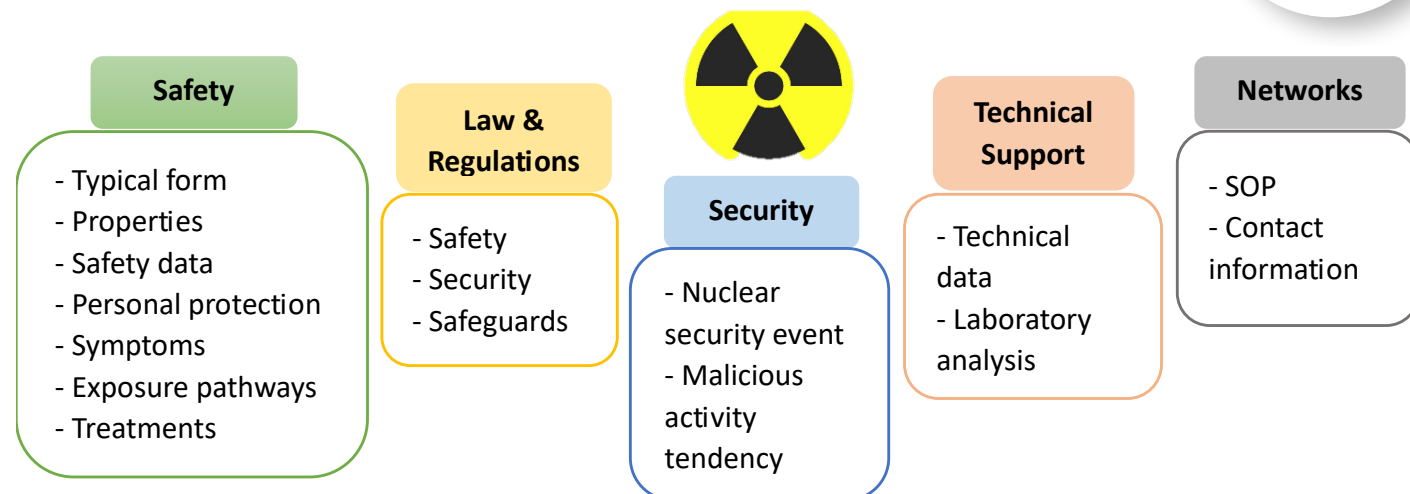 Safety
- Typical form
- Properties
- Safety data
- Personal protection
- Symptoms
- Exposure pathways
- Treatments
Law &
Regulations
- Safety
- Security
- Safeguards
Security
- Nuclear
security event
- Malicious
activity
tendency
Technical
Support
- Technical
data
- Laboratory
analysis
Networks
- SOP
- Contact
information